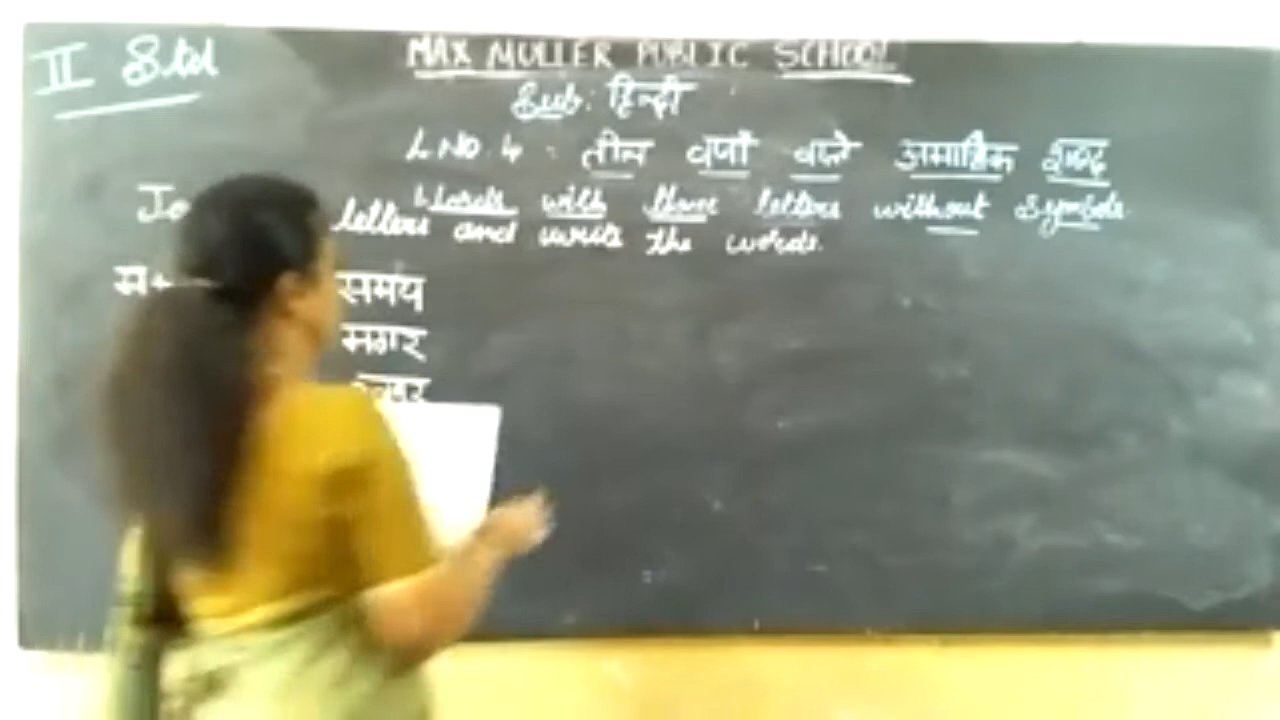 II Std
MAX MULLER PUBLIC SCHOOL
Sub: हिन्दी
L NO. 4 : तीन वर्णों वाले अमात्रिक शब्द
Words with three letters without Symbols.
letters and write the words.
समय
मगर